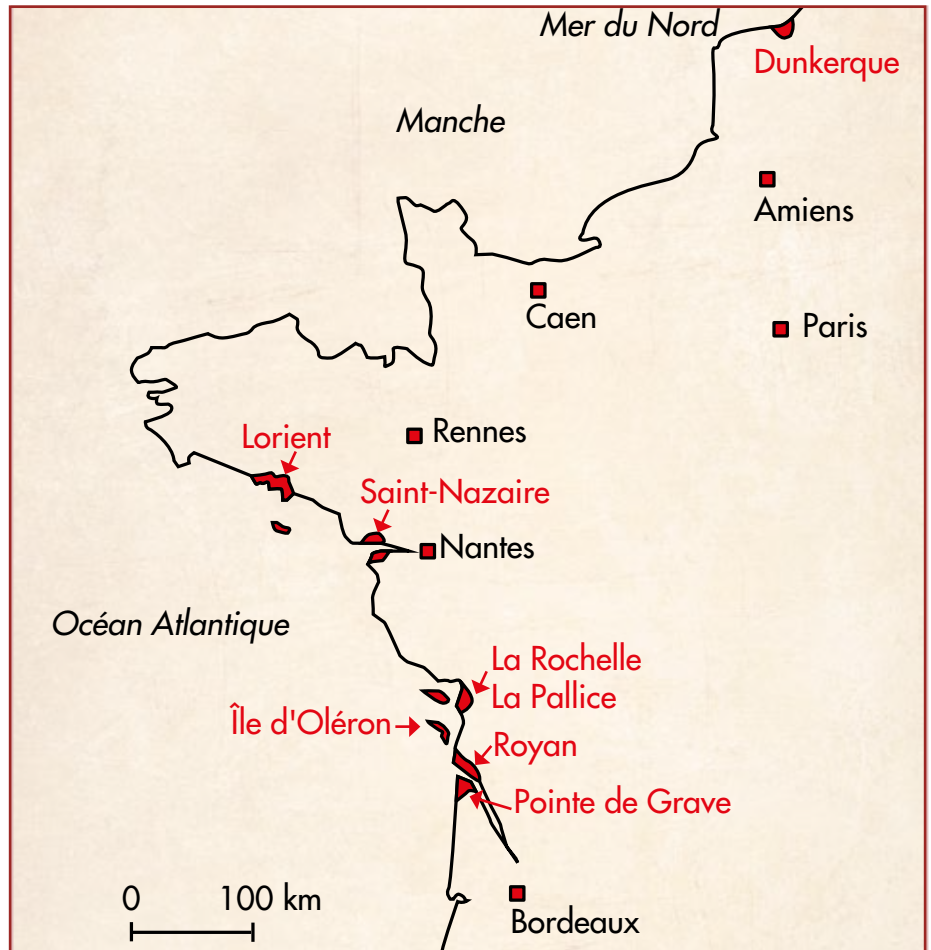 Mer du Nord
Dunkerque
Manche
Amiens
Caen
Paris
Rennes
Lorient
Saint-Nazaire
Nantes
Océan Atlantique
La Rochelle
La Pallice
Île d'Oléron
Royan
Pointe de Grave
0 100 km
Bordeaux